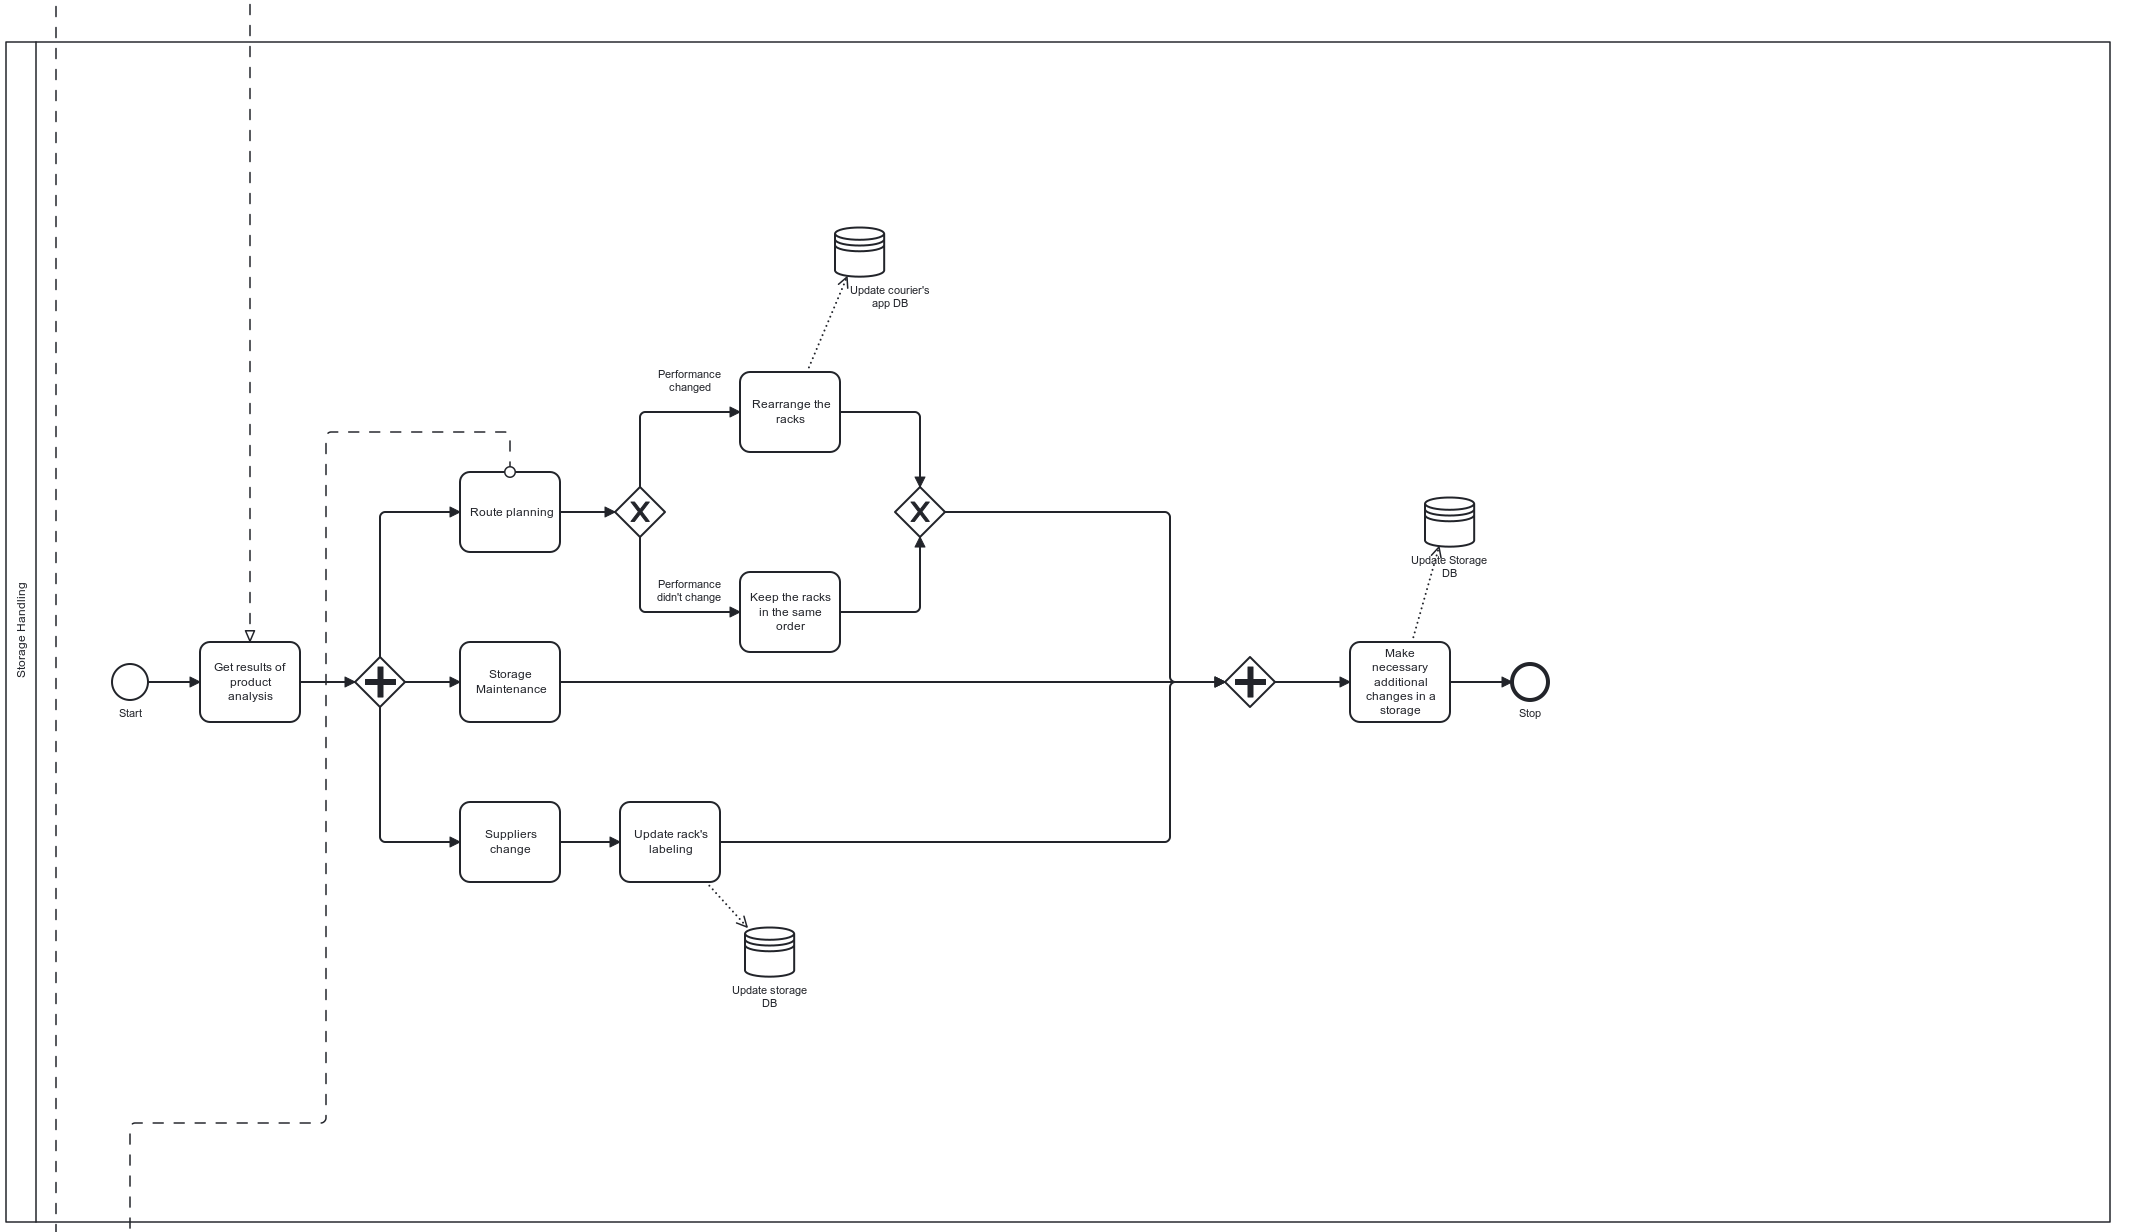 Storage Handling
Update courier's
app DB
Performance
changed
Rearrange the
racks
Route planning
Performance
didn't change
Keep the racks
in the same
order
Update Storage
DB
Start
Get results of
product
analysis
Storage
Maintenance
Make
necessary
additional
changes in a
storage
Stop
Suppliers
change
Update rack's
labeling
Update storage
DB